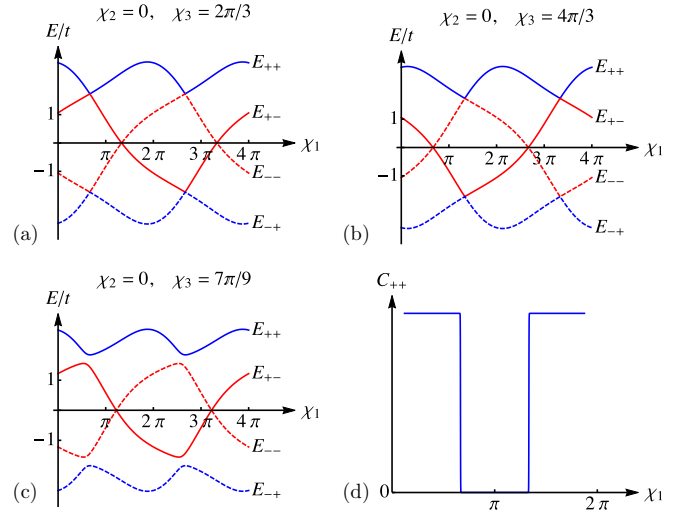 χ₂ = 0, χ₃ = 2π/3
E/t
E₊₊
1
E₊₋
π 2π 3π 4π χ₁
−1
E₋₋
E₋₊
(a)
χ₂ = 0, χ₃ = 4π/3
E/t
E₊₊
1
E₊₋
π 2π 3π 4π χ₁
−1
E₋₋
E₋₊
(b)
χ₂ = 0, χ₃ = 7π/9
E/t
E₊₊
1
E₊₋
π 2π 3π 4π χ₁
−1
E₋₋
E₋₊
(c)
C₊₊
0
π 2π χ₁
(d)